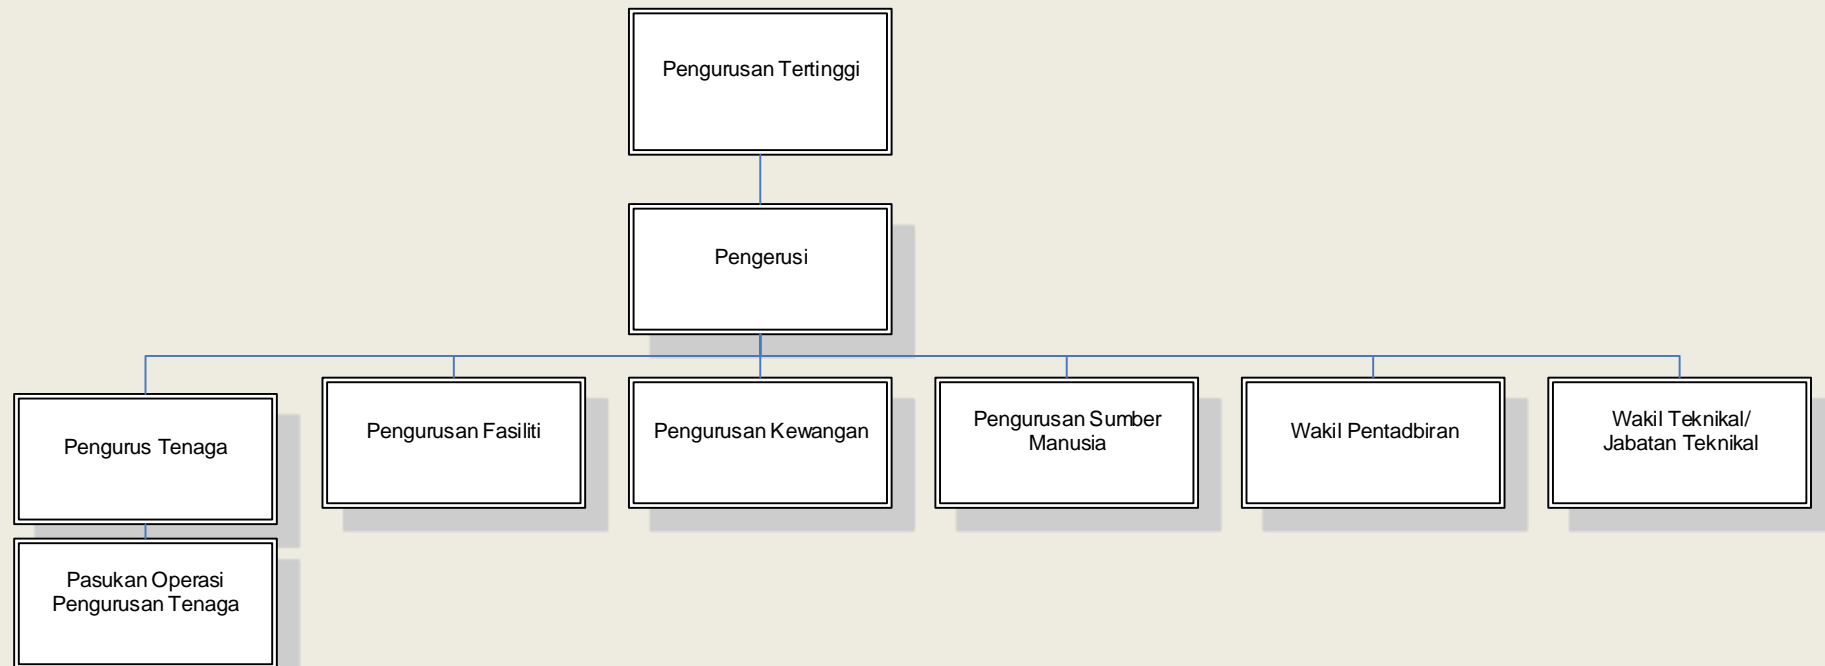 Pengurusan Tertinggi
Pengerusi
Pengurus Tenaga
Pengurusan Fasiliti
Pengurusan Kewangan
Pengurusan Sumber
Manusia
Wakil Pentadbiran
Wakil Teknikal/
Jabatan Teknikal
Pasukan Operasi
Pengurusan Tenaga